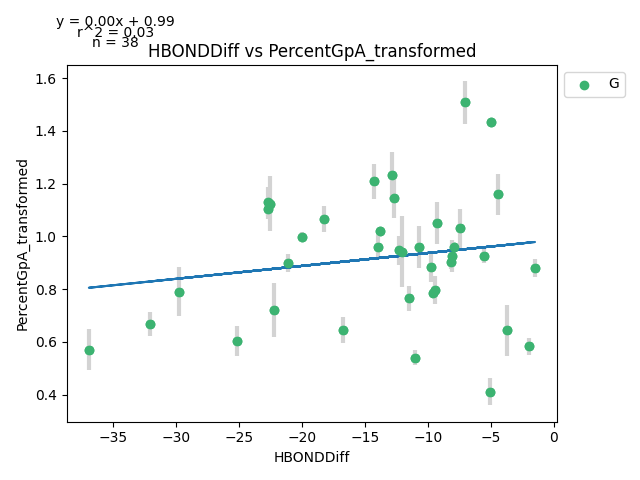 y = 0.00x + 0.99
r^2 = 0.03
n = 38
HBONDDiff vs PercentGpA_transformed
G
PercentGpA_transformed
1.6
1.4
1.2
1.0
0.8
0.6
0.4
−35 −30 −25 −20 −15 −10 −5 0
HBONDDiff